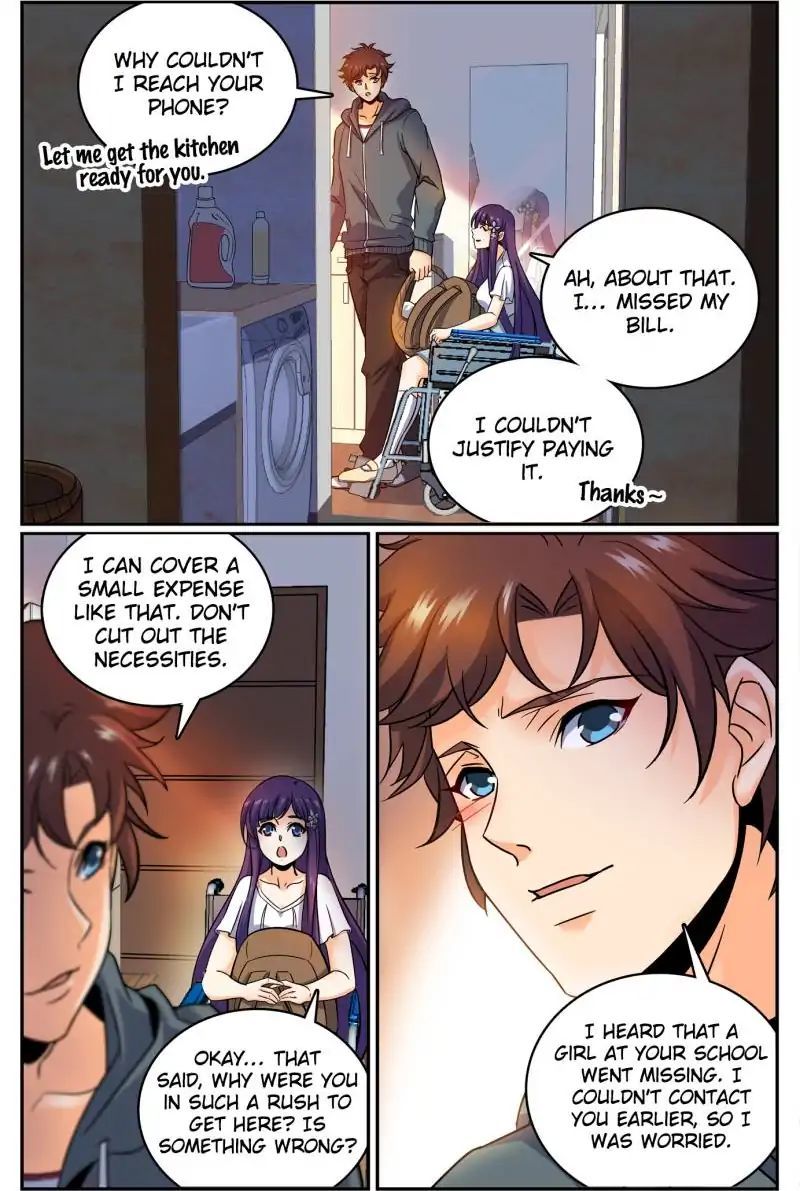 WHY COULDN'T
I REACH YOUR
PHONE?
Let me get the kitchen
ready for you.
AH, ABOUT THAT.
I... MISSED MY
BILL.
I COULDN'T
JUSTIFY PAYING
IT.
Thanks~
I CAN COVER A
SMALL EXPENSE
LIKE THAT. DON'T
CUT OUT THE
NECESSITIES.
OKAY... THAT
SAID, WHY WERE YOU
IN SUCH A RUSH TO
GET HERE? IS
SOMETHING WRONG?
I HEARD THAT A
GIRL AT YOUR SCHOOL
WENT MISSING. I
COULDN'T CONTACT
YOU EARLIER, SO I
WAS WORRIED.